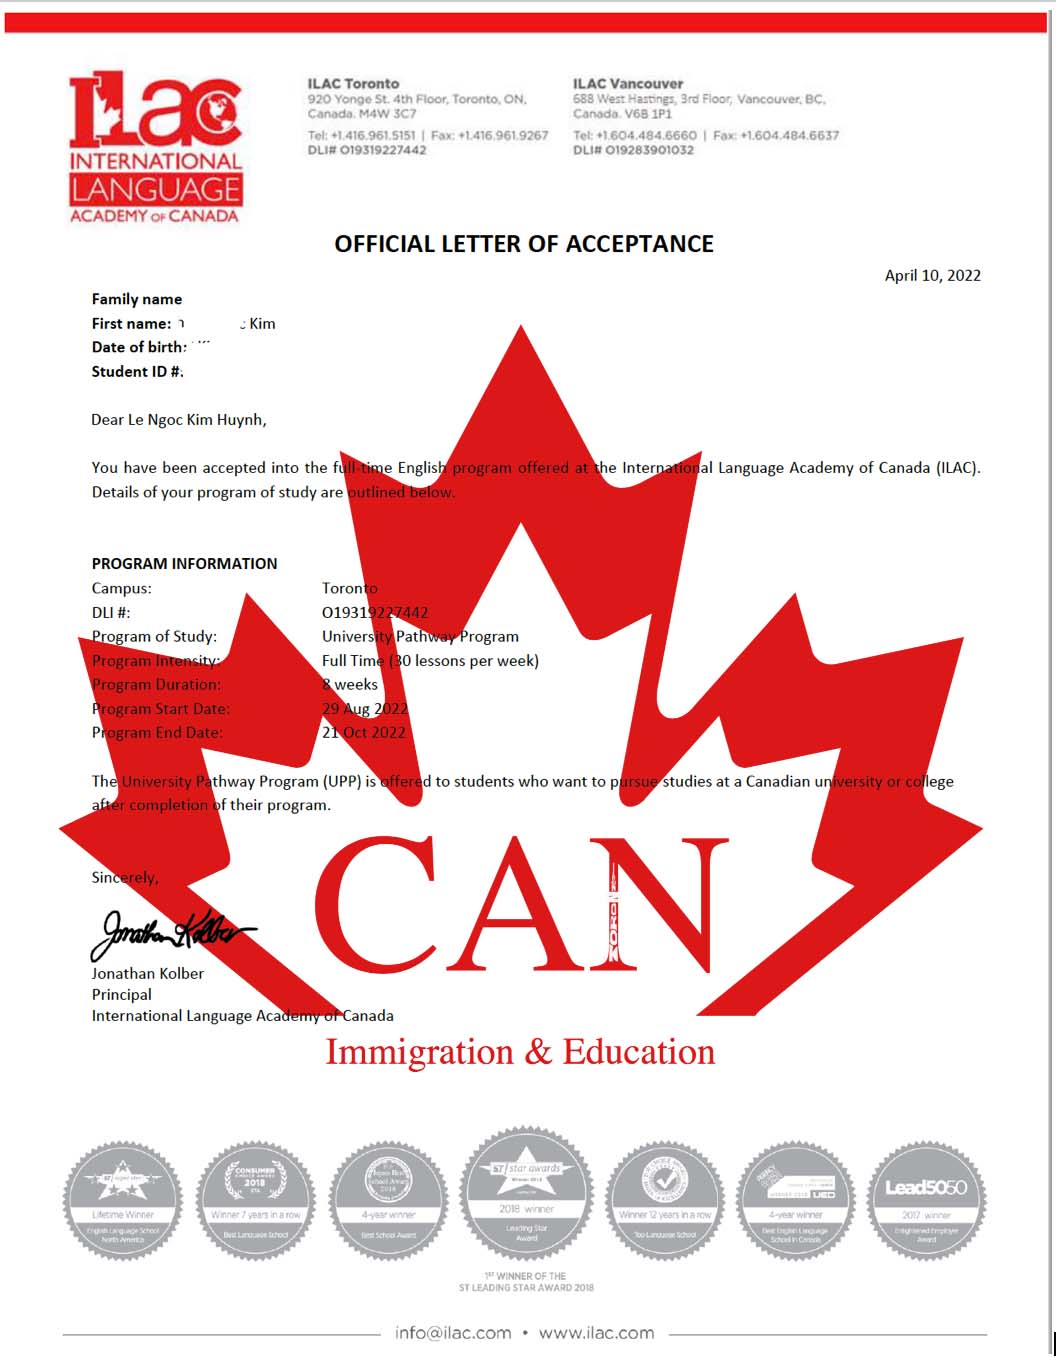 ILAC
INTERNATIONAL
LANGUAGE
ACADEMY OF CANADA
ILAC Toronto
920 Yonge St. 4th Floor, Toronto, ON,
Canada. M4W 3C7
Tel: +1.416.961.5151 | Fax: +1.416.961.9267
DLI# O19319227442
ILAC Vancouver
688 West Hastings, 3rd Floor, Vancouver, BC,
Canada. V6B 1P1
Tel: +1.604.484.6660 | Fax: +1.604.484.6637
DLI# O19283901032
OFFICIAL LETTER OF ACCEPTANCE
April 10, 2022
Family name
First name: Kim
Date of birth:
Student ID #:
Dear Le Ngoc Kim Huynh,
You have been accepted into the full-time English program offered at the International Language Academy of Canada (ILAC).
Details of your program of study are outlined below.
PROGRAM INFORMATION
Campus: Toronto
DLI #: O19319227442
Program of Study: University Pathway Program
Program Intensity: Full Time (30 lessons per week)
Program Duration: 8 weeks
Program Start Date: 29 Aug 2022
Program End Date: 21 Oct 2022
The University Pathway Program (UPP) is offered to students who want to pursue studies at a Canadian university or college
after completion of their program.
CAN
Sincerely,
Jonathan Kolber
Jonathan Kolber
Principal
International Language Academy of Canada
Immigration & Education
ST super star
Lifetime Winner
English Language School
North America
CONSUMER
CHOICE AWARD
2018
Winner 7 years in a row
Best Language School
School Award
2018
4-year winner
Best School Award
ST star awards
Winner 2018
2018 winner
Leading Star
Award
Winner 12 years in a row
Top Language School
WINNER 2018
4-year winner
Best English Language
School in Canada
Lead5050
2017 winner
Enlightened Employer
Award
1ST WINNER OF THE
ST LEADING STAR AWARD 2018
info@ilac.com • www.ilac.com